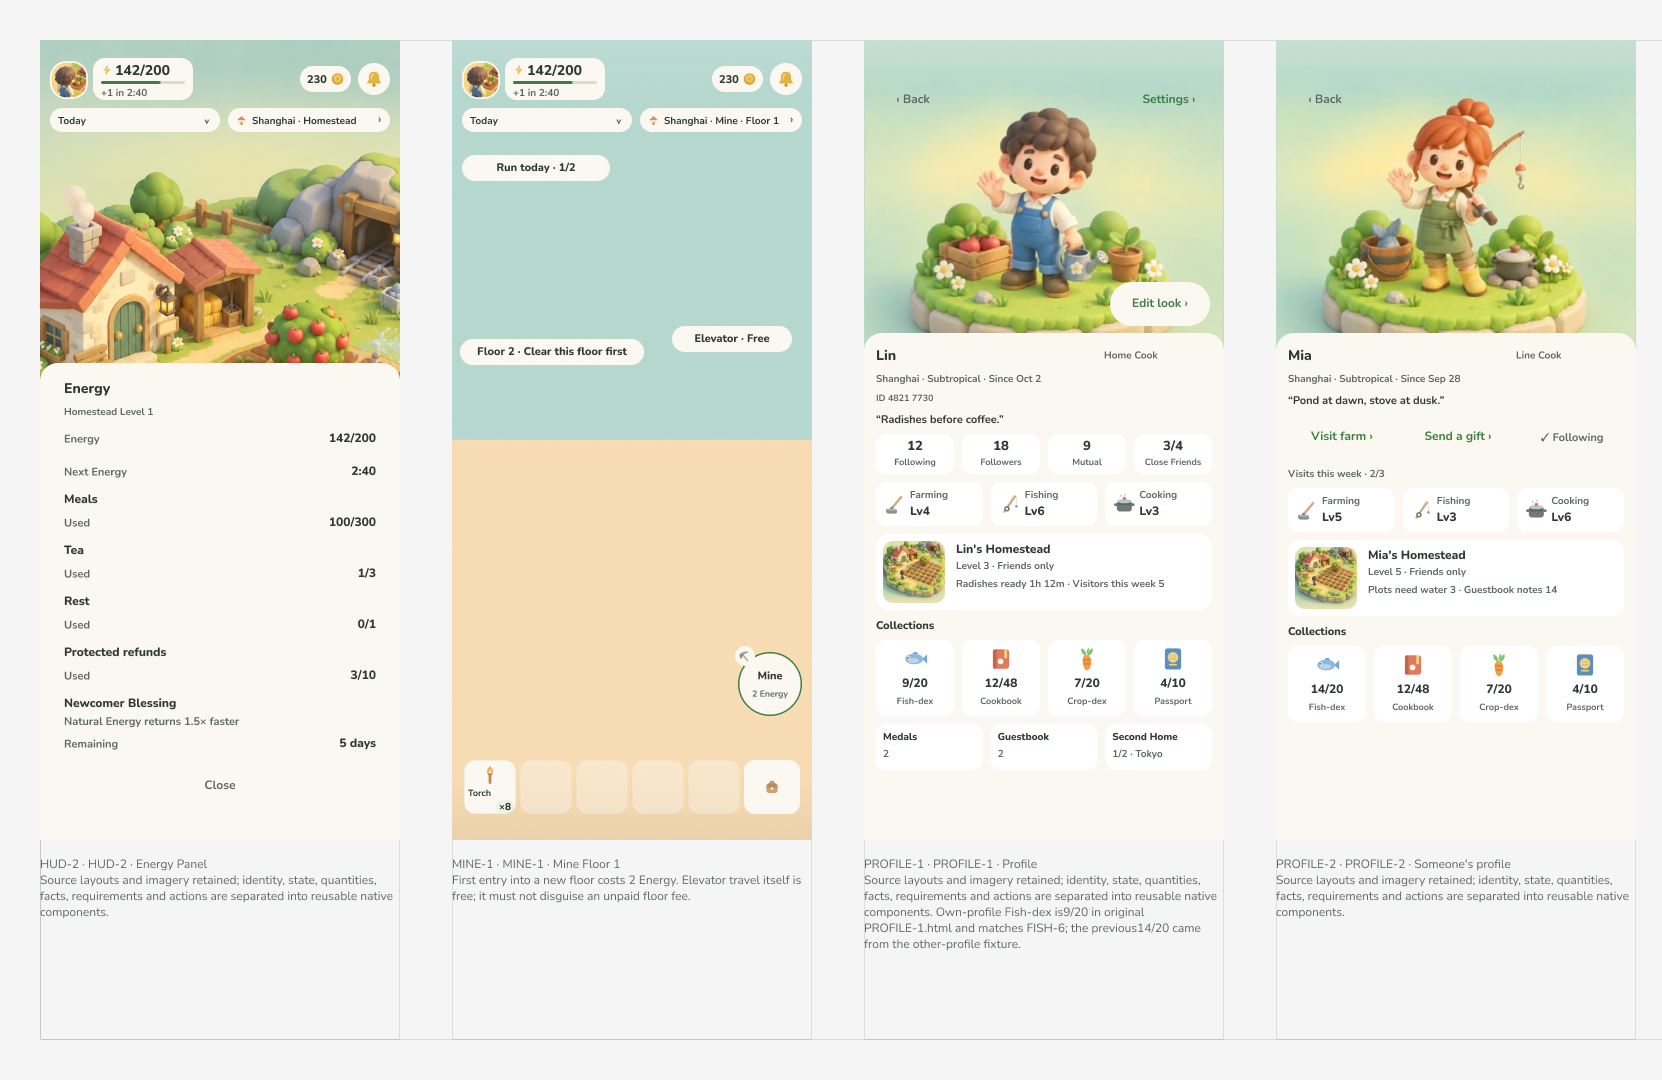 142/200
+1 in 2:40
230
Today
Shanghai · Homestead ›
Energy
Homestead Level 1
Energy 142/200
Next Energy 2:40
Meals
Used 100/300
Tea
Used 1/3
Rest
Used 0/1
Protected refunds
Used 3/10
Newcomer Blessing
Natural Energy returns 1.5× faster
Remaining 5 days
Close
HUD-2 · HUD-2 · Energy Panel
Source layouts and imagery retained; identity, state, quantities,
facts, requirements and actions are separated into reusable native
components.
142/200
+1 in 2:40
230
Today
Shanghai · Mine · Floor 1 ›
Run today · 1/2
Elevator · Free
Floor 2 · Clear this floor first
Mine
2 Energy
Torch
×8
MINE-1 · MINE-1 · Mine Floor 1
First entry into a new floor costs 2 Energy. Elevator travel itself is
free; it must not disguise an unpaid floor fee.
‹ Back
Settings ›
Edit look ›
Lin
Home Cook
Shanghai · Subtropical · Since Oct 2
ID 4821 7730
“Radishes before coffee.”
12
Following
18
Followers
9
Mutual
3/4
Close Friends
Farming
Lv4
Fishing
Lv6
Cooking
Lv3
Lin's Homestead
Level 3 · Friends only
Radishes ready 1h 12m · Visitors this week 5
Collections
9/20
Fish-dex
12/48
Cookbook
7/20
Crop-dex
4/10
Passport
Medals
2
Guestbook
2
Second Home
1/2 · Tokyo
PROFILE-1 · PROFILE-1 · Profile
Source layouts and imagery retained; identity, state, quantities,
facts, requirements and actions are separated into reusable native
components. Own-profile Fish-dex is9/20 in original
PROFILE-1.html and matches FISH-6; the previous14/20 came
from the other-profile fixture.
‹ Back
Mia
Line Cook
Shanghai · Subtropical · Since Sep 28
“Pond at dawn, stove at dusk.”
Visit farm ›
Send a gift ›
✓ Following
Visits this week · 2/3
Farming
Lv5
Fishing
Lv3
Cooking
Lv6
Mia's Homestead
Level 5 · Friends only
Plots need water 3 · Guestbook notes 14
Collections
14/20
Fish-dex
12/48
Cookbook
7/20
Crop-dex
4/10
Passport
PROFILE-2 · PROFILE-2 · Someone's profile
Source layouts and imagery retained; identity, state, quantities,
facts, requirements and actions are separated into reusable native
components.